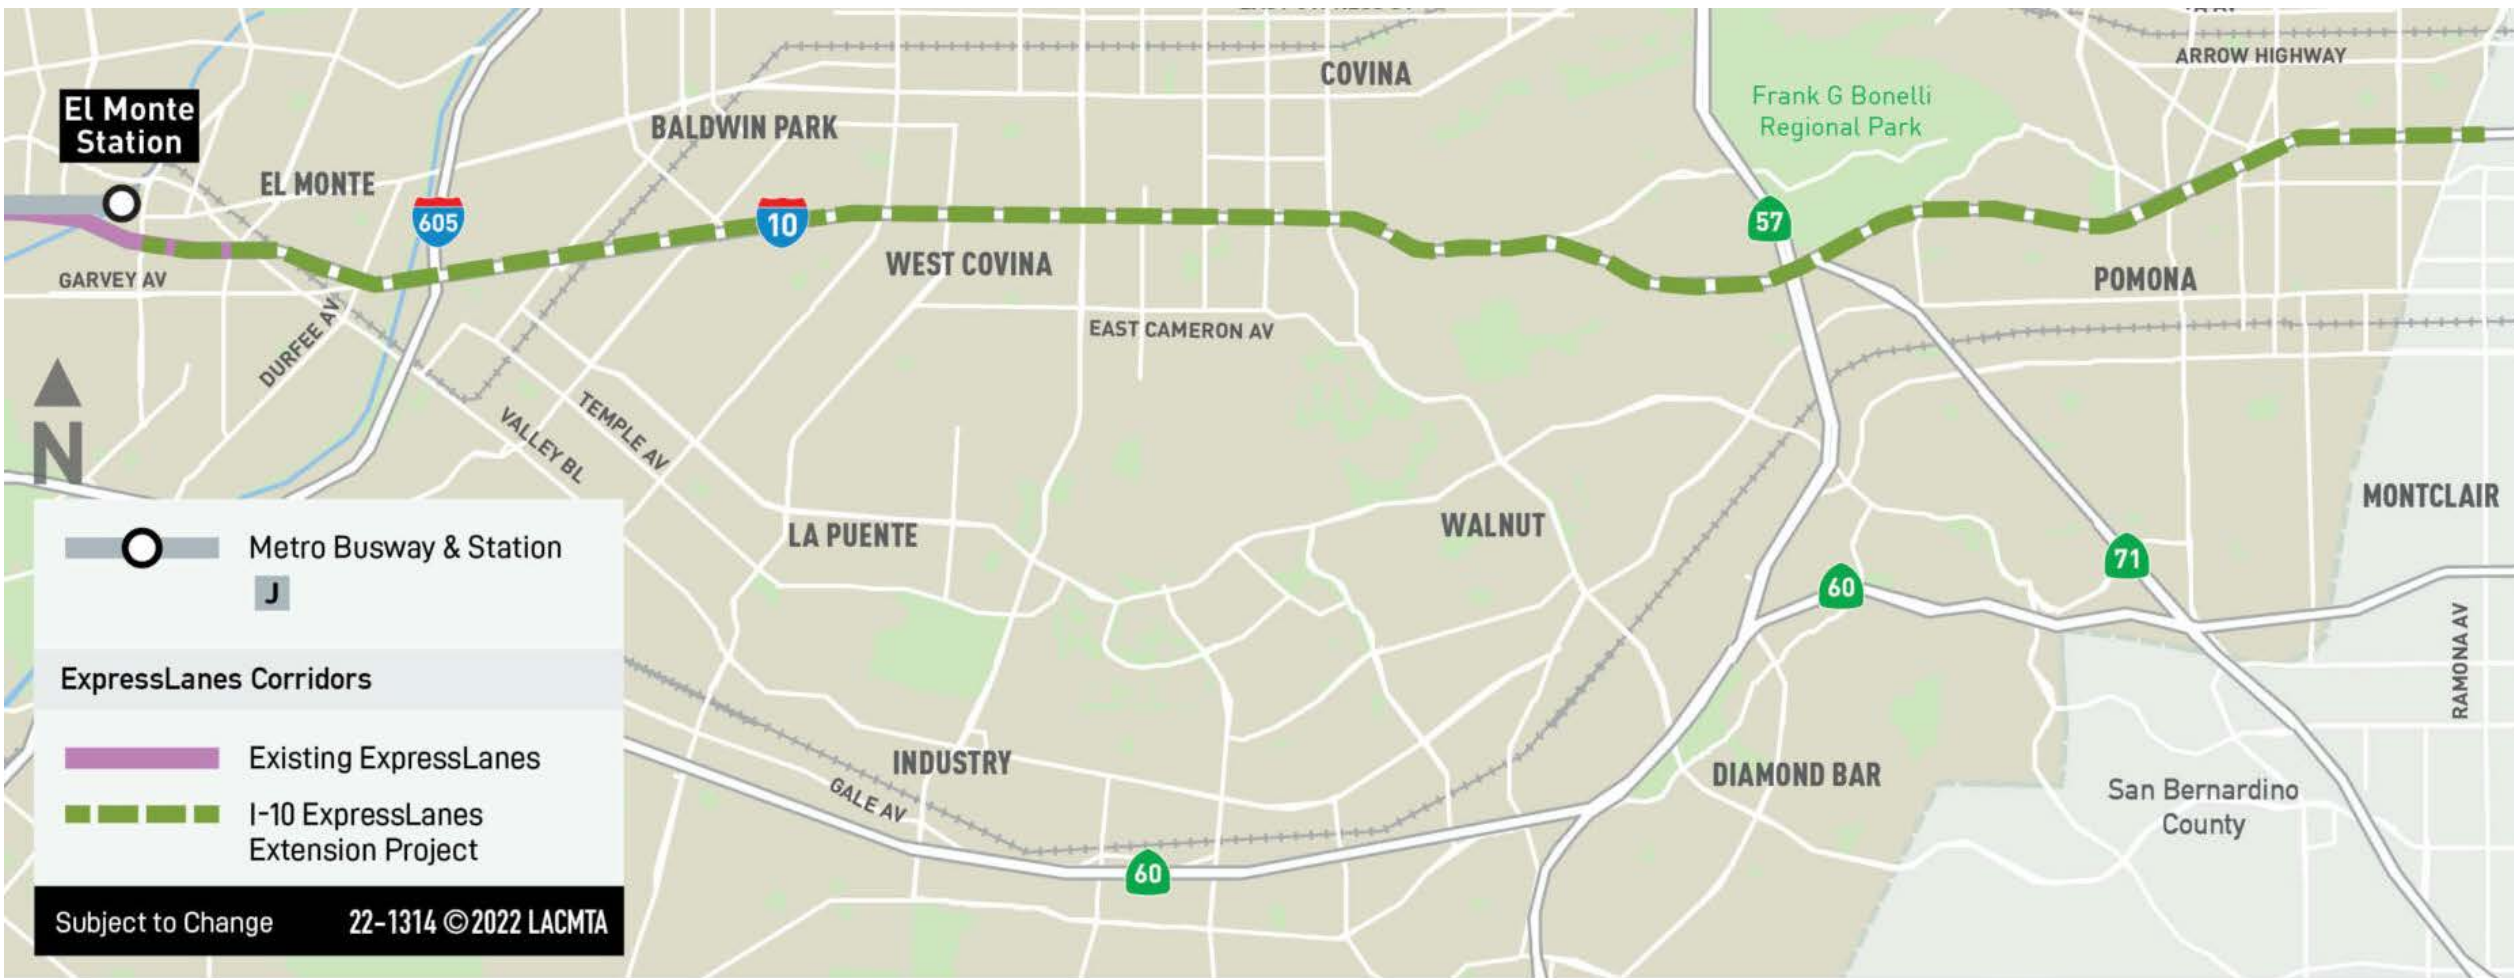 ARROW HIGHWAY
COVINA
Frank G Bonelli
Regional Park
El Monte
Station
BALDWIN PARK
EL MONTE
605
10
57
WEST COVINA
GARVEY AV
POMONA
EAST CAMERON AV
DURFEE AV
N
TEMPLE AV
VALLEY BL
MONTCLAIR
LA PUENTE
WALNUT
71
60
RAMONA AV
INDUSTRY
GALE AV
DIAMOND BAR
San Bernardino
County
60
Metro Busway & Station
J
ExpressLanes Corridors
Existing ExpressLanes
I-10 ExpressLanes
Extension Project
Subject to Change 22-1314 ©2022 LACMTA